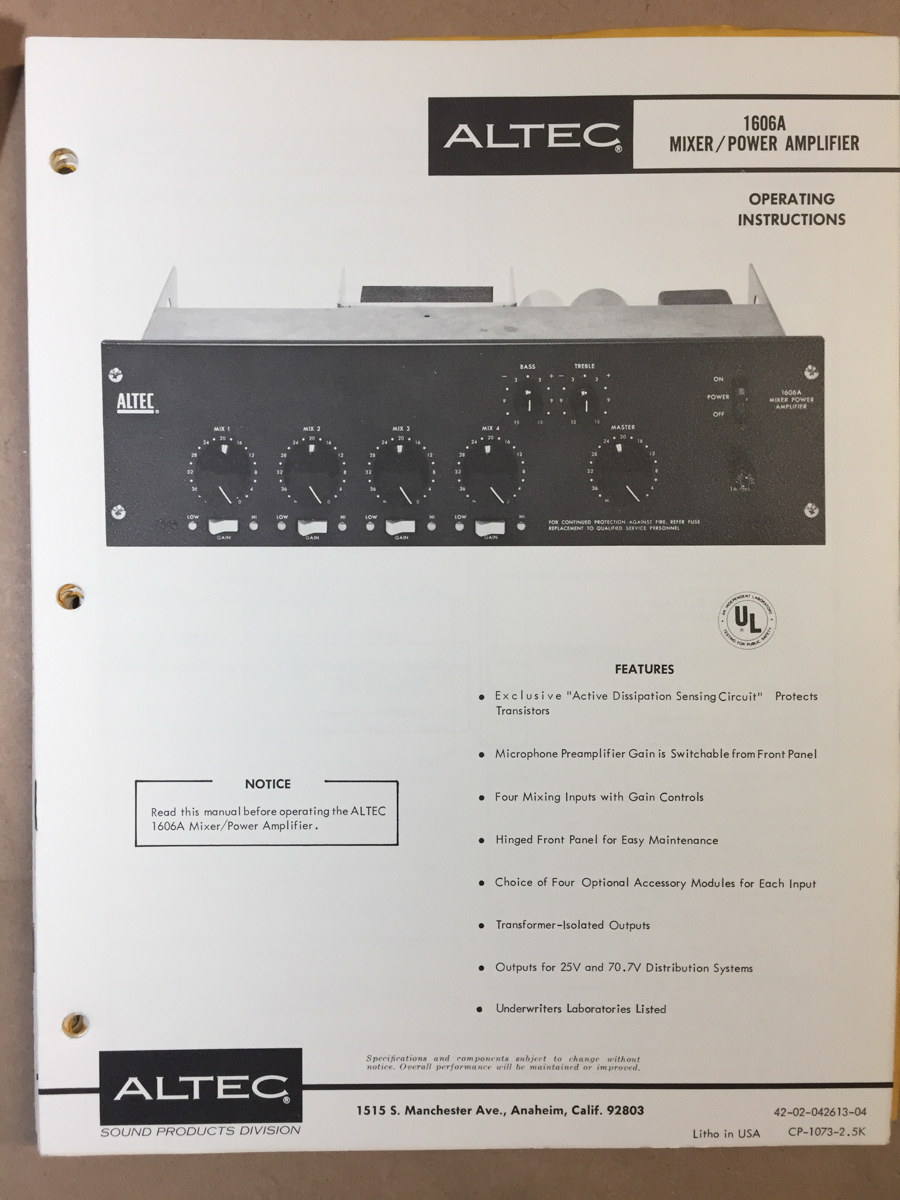 ALTEC®
1606A
MIXER/POWER AMPLIFIER
OPERATING
INSTRUCTIONS
BASS
TREBLE
ALTEC®
ON
POWER
OFF
1606A
MIXER POWER
AMPLIFIER
MIX 1
MIX 2
MIX 3
MIX 4
MASTER
LOW
HI
LOW
HI
LOW
HI
LOW
HI
GAIN
GAIN
GAIN
GAIN
FOR CONTINUED PROTECTION AGAINST FIRE, REFER FUSE
REPLACEMENT TO QUALIFIED SERVICE PERSONNEL
AN INDEPENDENT LABORATORY
UL
TESTING FOR PUBLIC SAFETY
FEATURES
● Exclusive "Active Dissipation Sensing Circuit" Protects
Transistors
● Microphone Preamplifier Gain is Switchable from Front Panel
● Four Mixing Inputs with Gain Controls
● Hinged Front Panel for Easy Maintenance
● Choice of Four Optional Accessory Modules for Each Input
● Transformer-Isolated Outputs
● Outputs for 25V and 70.7V Distribution Systems
● Underwriters Laboratories Listed
NOTICE
Read this manual before operating the ALTEC
1606A Mixer/Power Amplifier.
Specifications and components subject to change without
notice. Overall performance will be maintained or improved.
ALTEC®
SOUND PRODUCTS DIVISION
1515 S. Manchester Ave., Anaheim, Calif. 92803
42-02-042613-04
Litho in USA CP-1073-2.5K